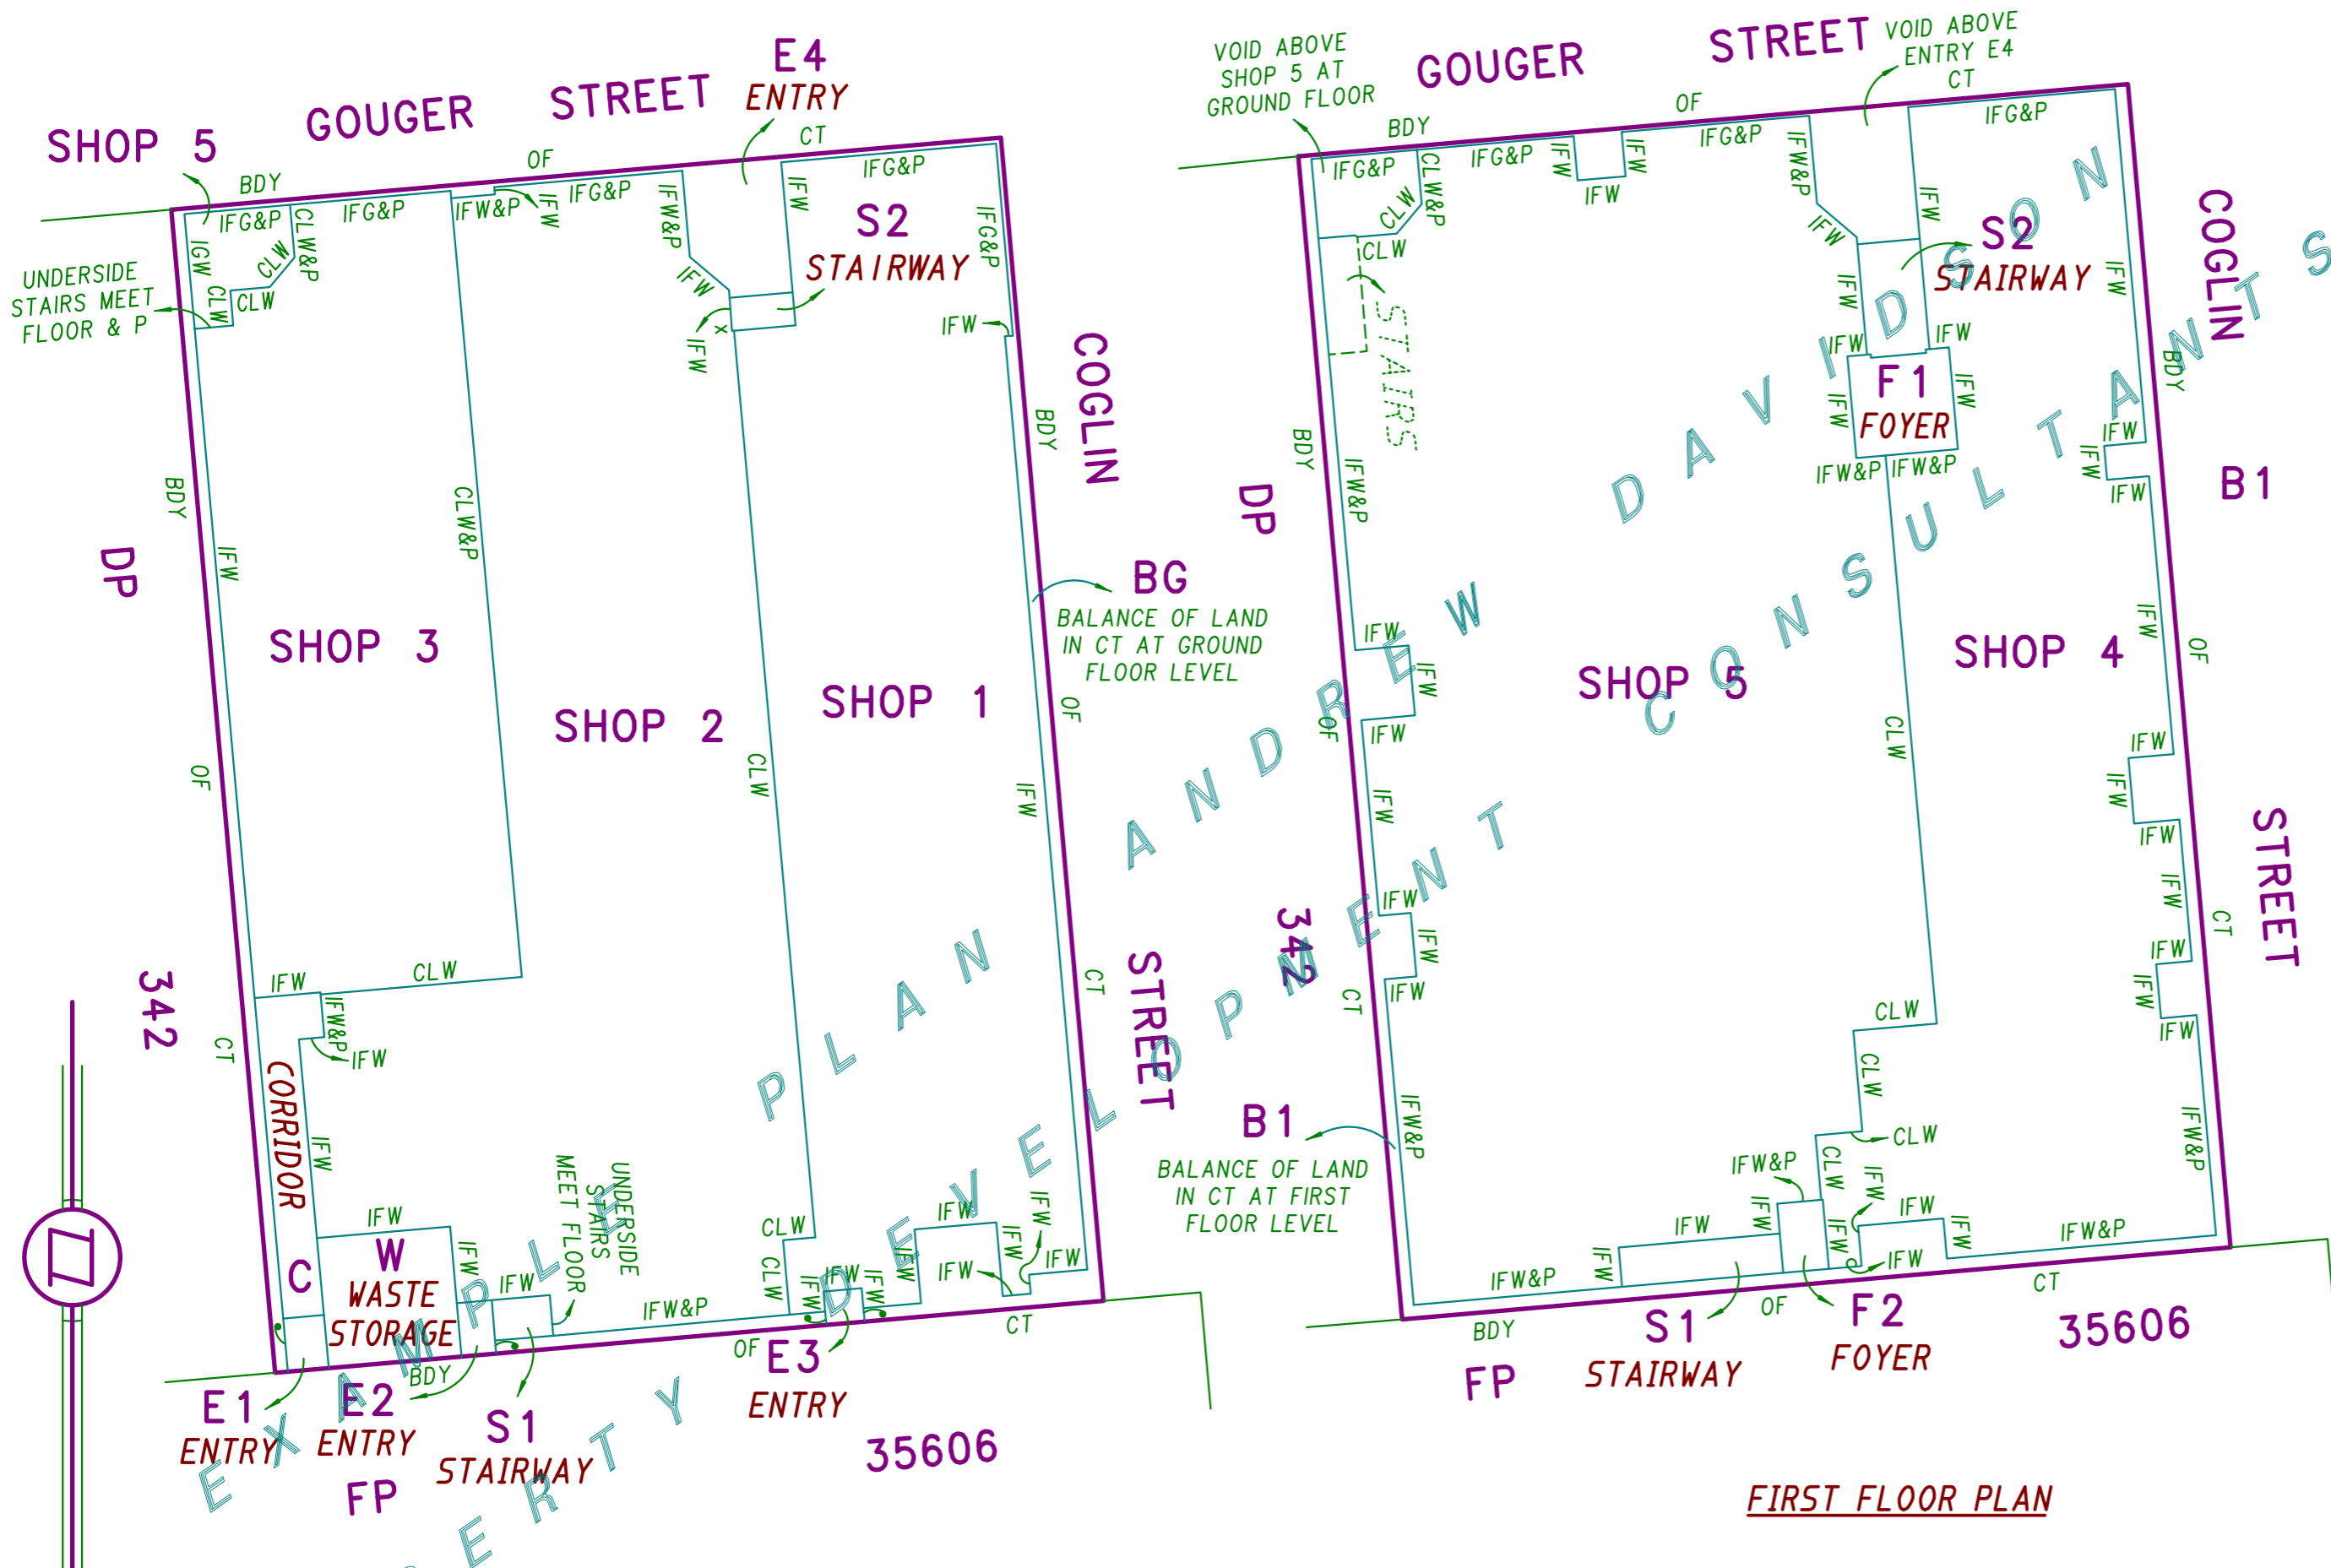 GOUGER STREET
E4
ENTRY
SHOP 5
BDY
OF
CT
IFG&P
IFG&P
IFW&P
IFW
IFG&P
IFW&P
IFW
IFG&P
S2
STAIRWAY
IFG&P
IGW
CLW
CLW&P
CLW
CLW
UNDERSIDE
STAIRS MEET
FLOOR & P
IFW
X
IFW
IFW
COGLIN
BDY
BDY
DP
IFW
CLW&P
BG
BALANCE OF LAND
IN CT AT GROUND
FLOOR LEVEL
SHOP 3
SHOP 2
SHOP 1
OF
OF
CLW
IFW
342
CT
IFW
CLW
IFW&P
IFW
CORRIDOR
IFW
CT
STREET
UNDERSIDE
STAIRS
MEET FLOOR
IFW
W
WASTE
STORAGE
C
IFW
IFW
IFW&P
CLW
CLW
IFW
IFW
IFW
IFW
IFW
IFW
IFW
IFW
IFW
BDY
OF
CT
E1
ENTRY
E2
ENTRY
S1
STAIRWAY
E3
ENTRY
FP
35606
VOID ABOVE
SHOP 5 AT
GROUND FLOOR
GOUGER STREET
VOID ABOVE
ENTRY E4
CT
BDY
OF
IFG&P
CLW&P
CLW
CLW
IFG&P
IFW
IFW
IFW
IFG&P
IFW&P
IFW
IFW
IFG&P
S2
STAIRWAY
IFW
STAIRS
IFW
IFW
IFW
F1
FOYER
IFW
IFW
IFW&P
IFW&P
COGLIN
BDY
B1
IFW
IFW
IFW
BDY
DP
IFW&P
IFW
IFW
IFW
OF
SHOP 5
SHOP 4
CLW
IFW
OF
IFW
IFW
IFW
IFW
IFW
IFW
IFW
342
CT
IFW
IFW
IFW
IFW
CT
STREET
CLW
CLW
CLW
CLW
B1
BALANCE OF LAND
IN CT AT FIRST
FLOOR LEVEL
IFW&P
IFW&P
IFW
IFW
IFW
IFW
IFW
IFW
IFW
IFW
IFW&P
IFW&P
IFW&P
BDY
OF
CT
S1
STAIRWAY
F2
FOYER
FP
35606
FIRST FLOOR PLAN
EXAMPLE PLAN ANDREW DAVIDSON
PERTY DEVELOPMENT CONSULTANTS